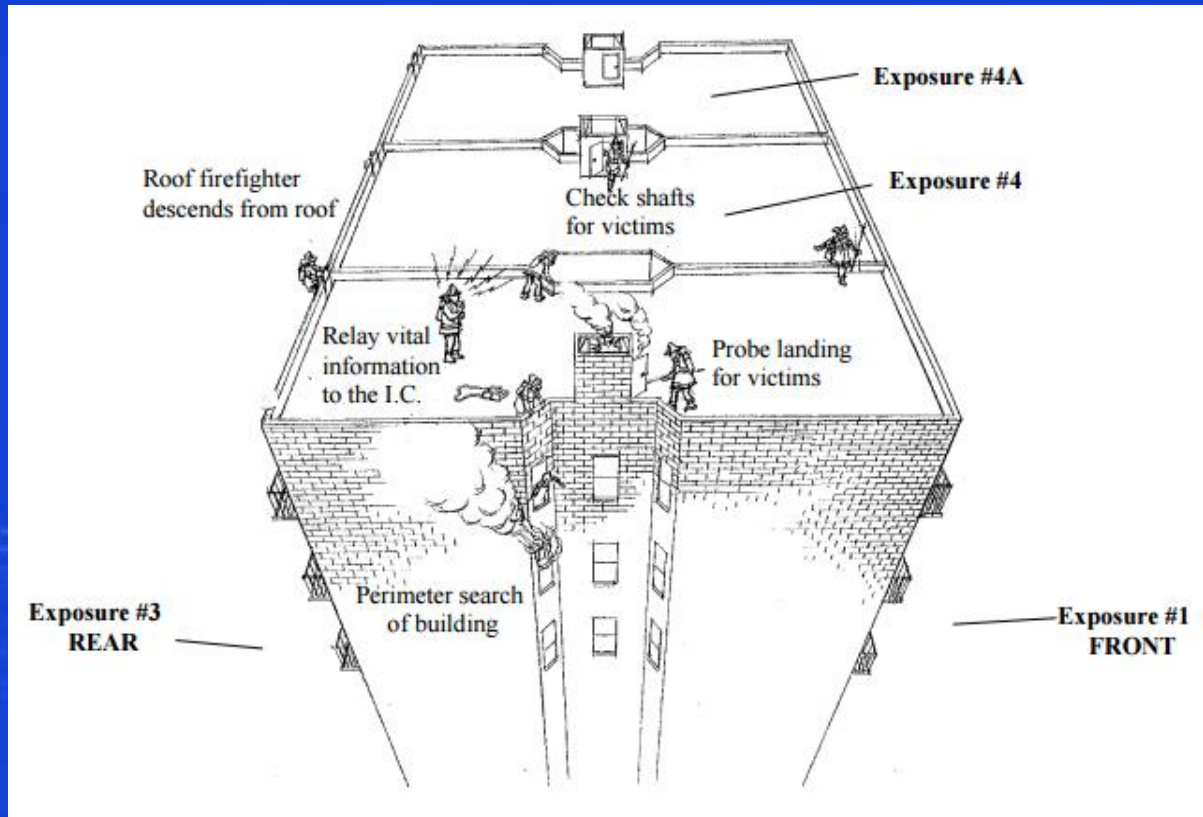 Exposure #4A
Roof firefighter
descends from roof
Exposure #4
Check shafts
for victims
Relay vital
information
to the I.C.
Probe landing
for victims
Perimeter search
of building
Exposure #3
REAR
Exposure #1
FRONT